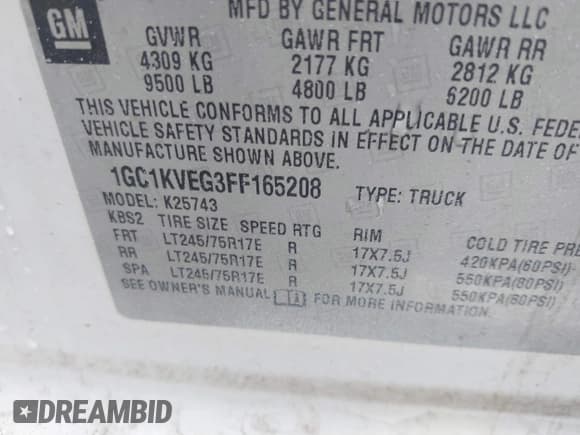 GM
MFD BY GENERAL MOTORS LLC
GVWR GAWR FRT GAWR RR
4309 KG 2177 KG 2812 KG
9500 LB 4800 LB 6200 LB
THIS VEHICLE CONFORMS TO ALL APPLICABLE U.S. FEDE
VEHICLE SAFETY STANDARDS IN EFFECT ON THE DATE OF
MANUFACTURE SHOWN ABOVE.
1GC1KVEG3FF165208 TYPE: TRUCK
MODEL: K25743
KBS2 TIRE SIZE SPEED RTG RIM COLD TIRE PRE
FRT LT245/75R17E R 17X7.5J 420KPA(60PSI)
RR LT245/75R17E R 17X7.5J 550KPA(80PSI)
SPA LT245/75R17E R 17X7.5J 550KPA(80PSI)
SEE OWNER'S MANUAL FOR MORE INFORMATION.
DREAMBID